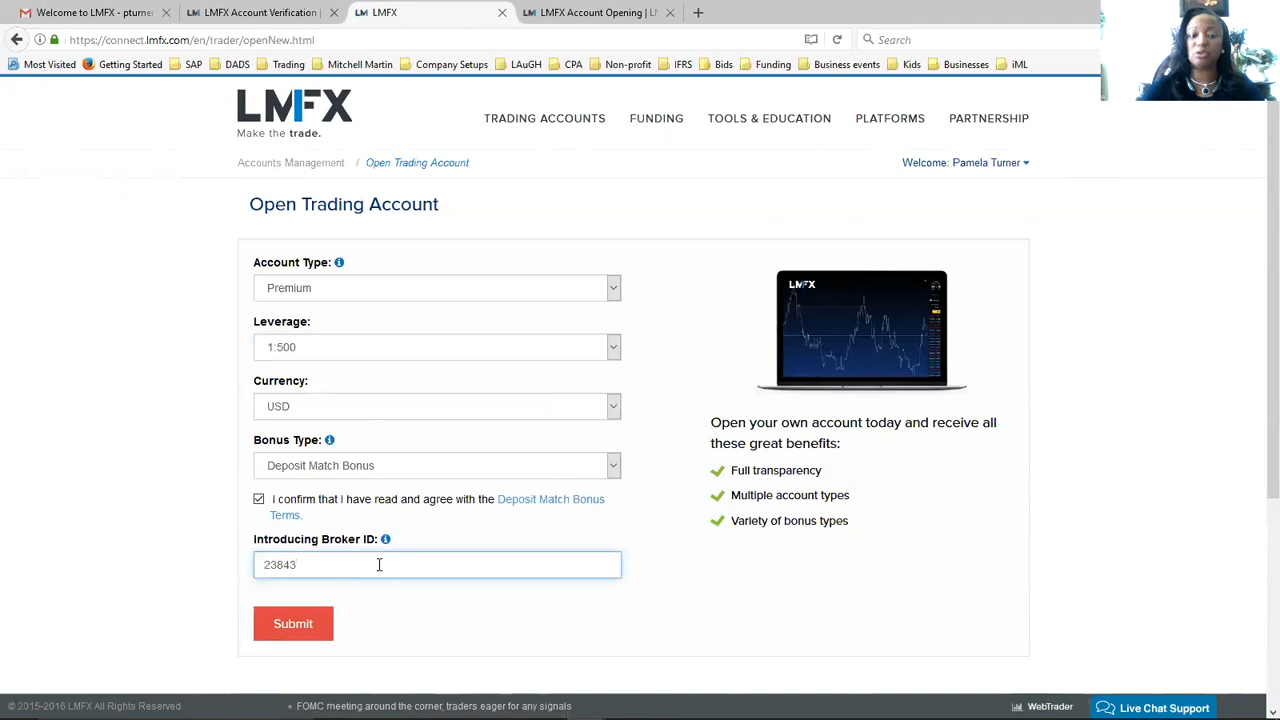 Welcome to LMFX - pturner
LMFX Account Verification
LMFX
LMFX Account Opening | L
https://connect.lmfx.com/en/trader/openNew.html
Search
Most Visited
Getting Started
SAP
DADS
Trading
Mitchell Martin
Company Setups
LAuGH
CPA
Non-profit
IFRS
Bids
Funding
Business events
Kids
Businesses
iML
LMFX
Make the trade.
TRADING ACCOUNTS
FUNDING
TOOLS & EDUCATION
PLATFORMS
PARTNERSHIP
Accounts Management / Open Trading Account
Welcome: Pamela Turner
Open Trading Account
Account Type:
Premium
Leverage:
1:500
Currency:
USD
Bonus Type:
Deposit Match Bonus
I confirm that I have read and agree with the Deposit Match Bonus
Terms.
Introducing Broker ID:
23843
Submit
LMFX
Open your own account today and receive all
these great benefits:
Full transparency
Multiple account types
Variety of bonus types
© 2015-2016 LMFX All Rights Reserved
FOMC meeting around the corner, traders eager for any signals
WebTrader
Live Chat Support